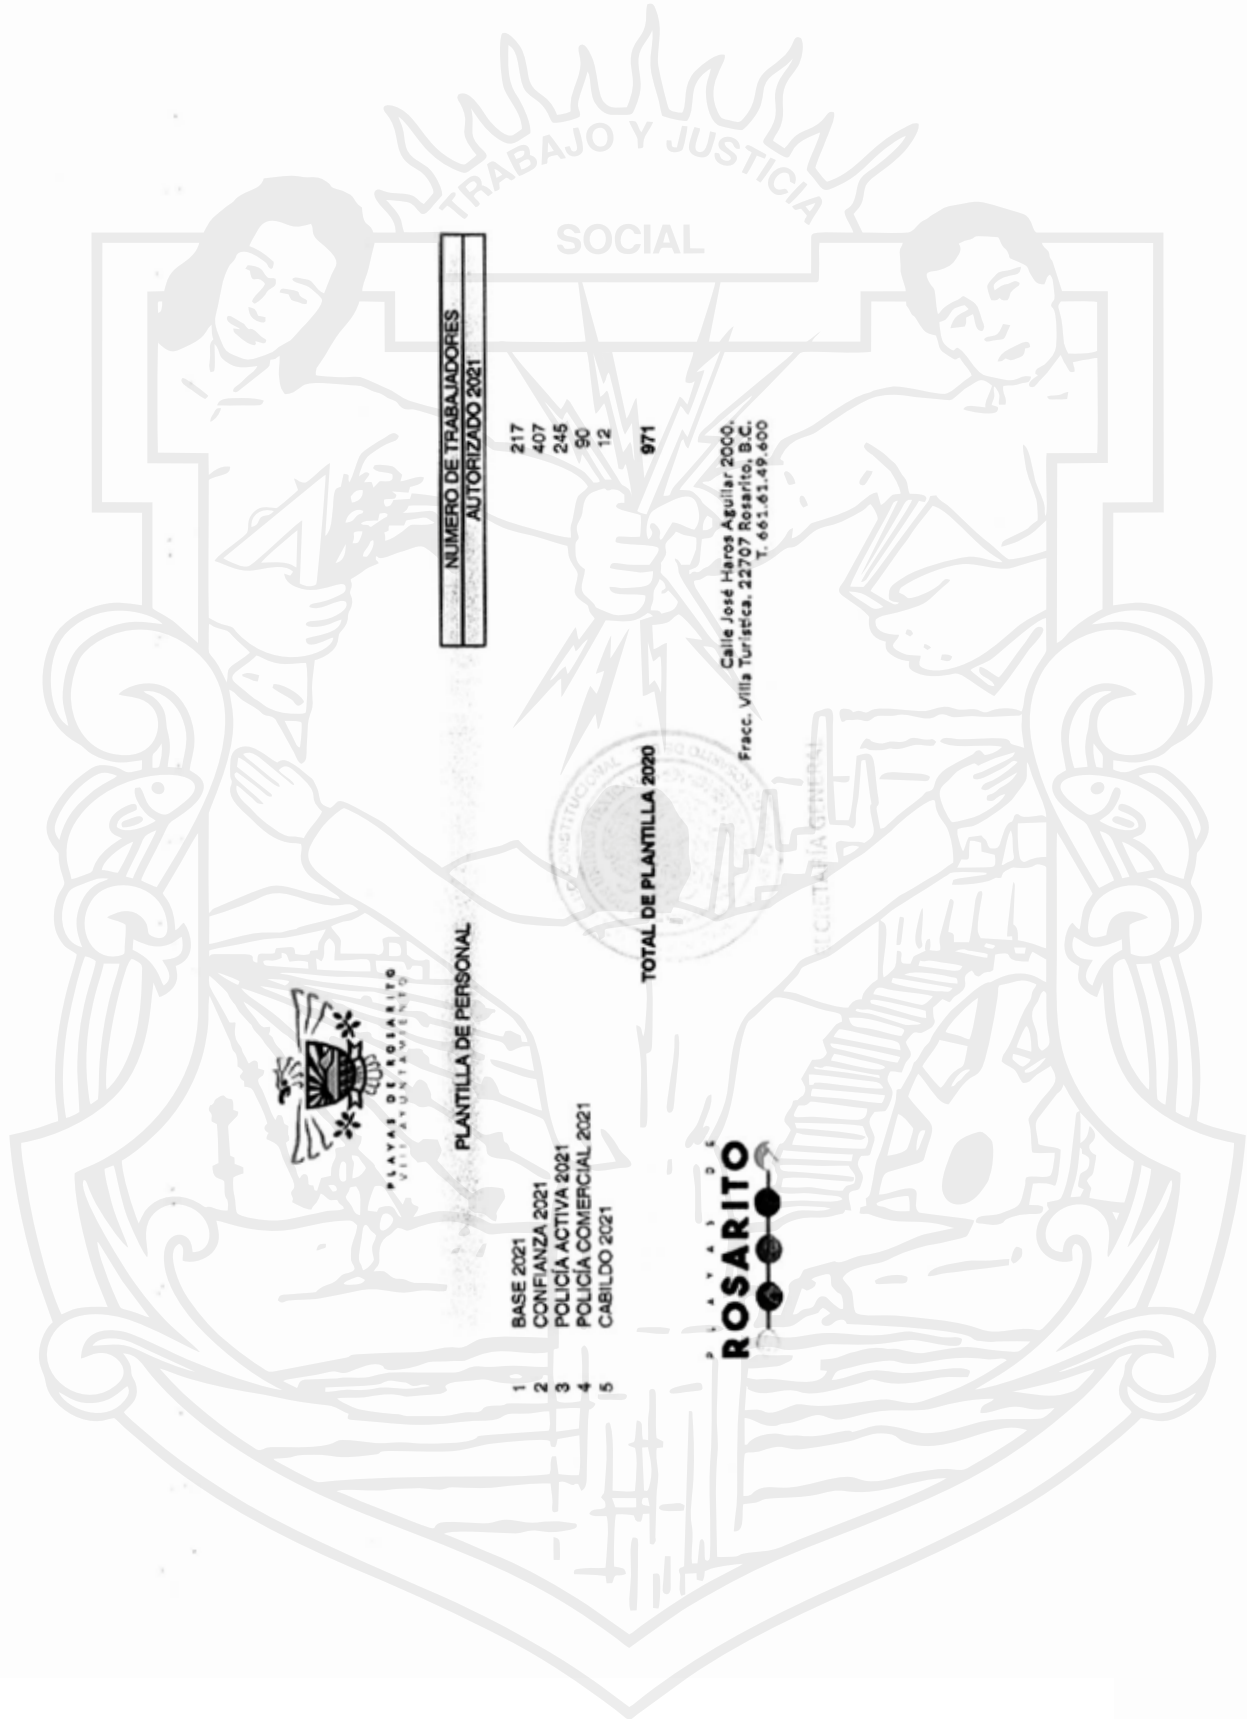 TRABAJO Y JUSTICIA
SOCIAL
PLAYAS DE ROSARITO
VIII AYUNTAMIENTO
PLANTILLA DE PERSONAL
NUMERO DE TRABAJADORES
AUTORIZADO 2021
1 BASE 2021 217
2 CONFIANZA 2021 407
3 POLICÍA ACTIVA 2021 245
4 POLICÍA COMERCIAL 2021 90
5 CABILDO 2021 12
TOTAL DE PLANTILLA 2020 971
PLAYAS DE
ROSARITO
Calle José Haros Aguilar 2000,
Fracc. Villa Turística. 22707 Rosarito, B.C.
T. 661.61.49.600
CONSTITUCIONAL
SECRETARÍA GENERAL